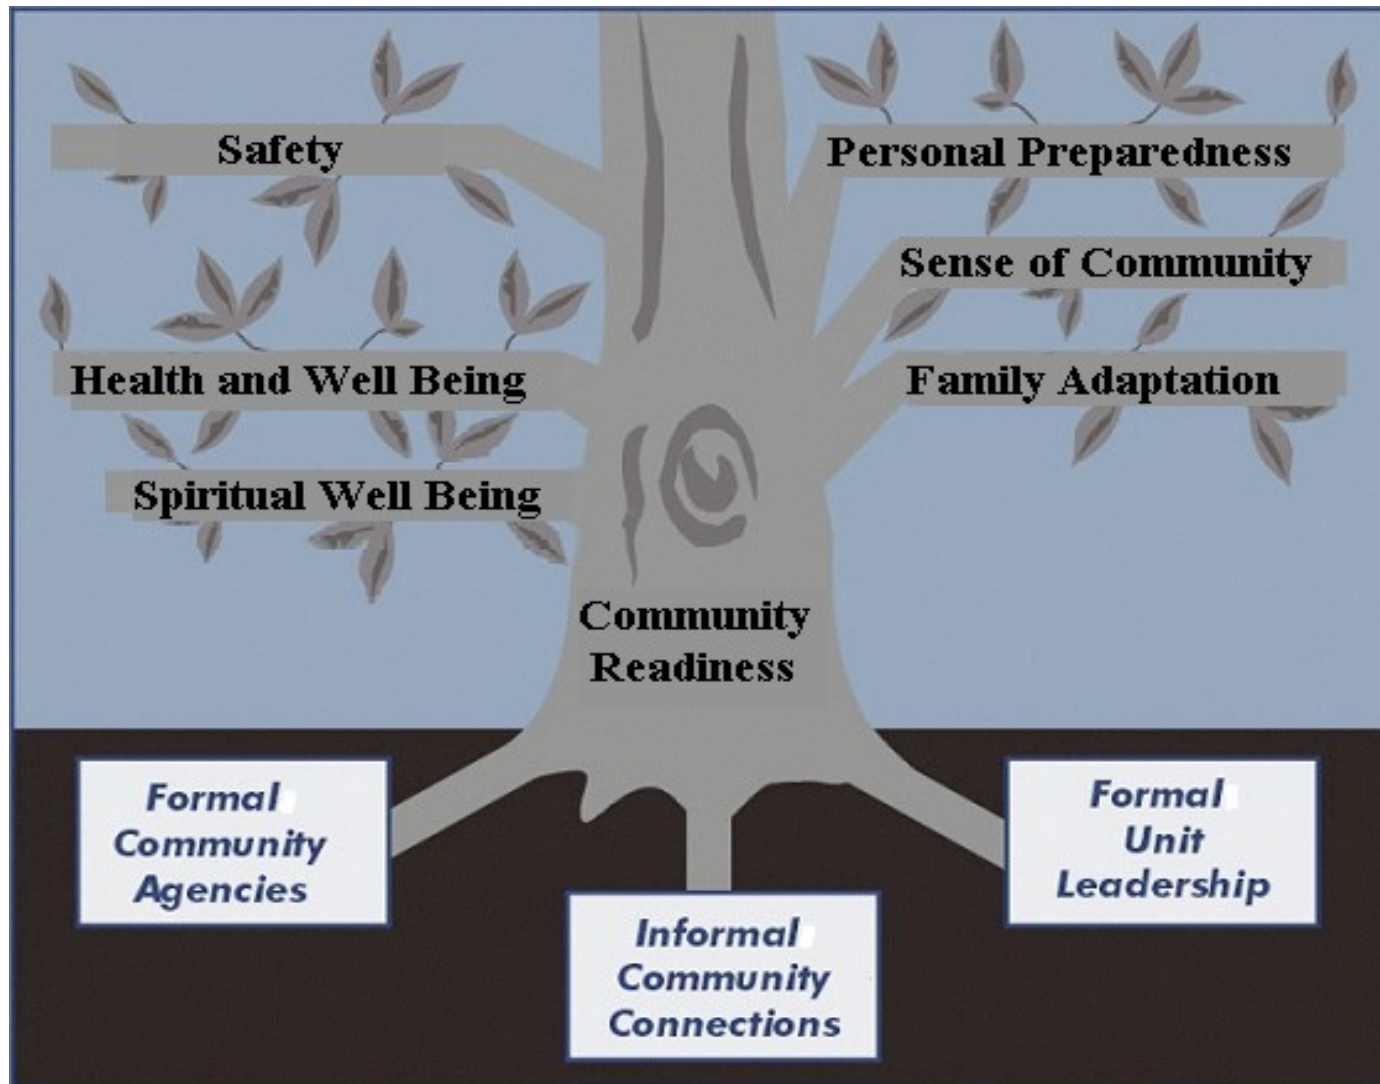 Safety
Personal Preparedness
Sense of Community
Health and Well Being
Family Adaptation
Spiritual Well Being
Community
Readiness
Formal
Community
Agencies
Informal
Community
Connections
Formal
Unit
Leadership